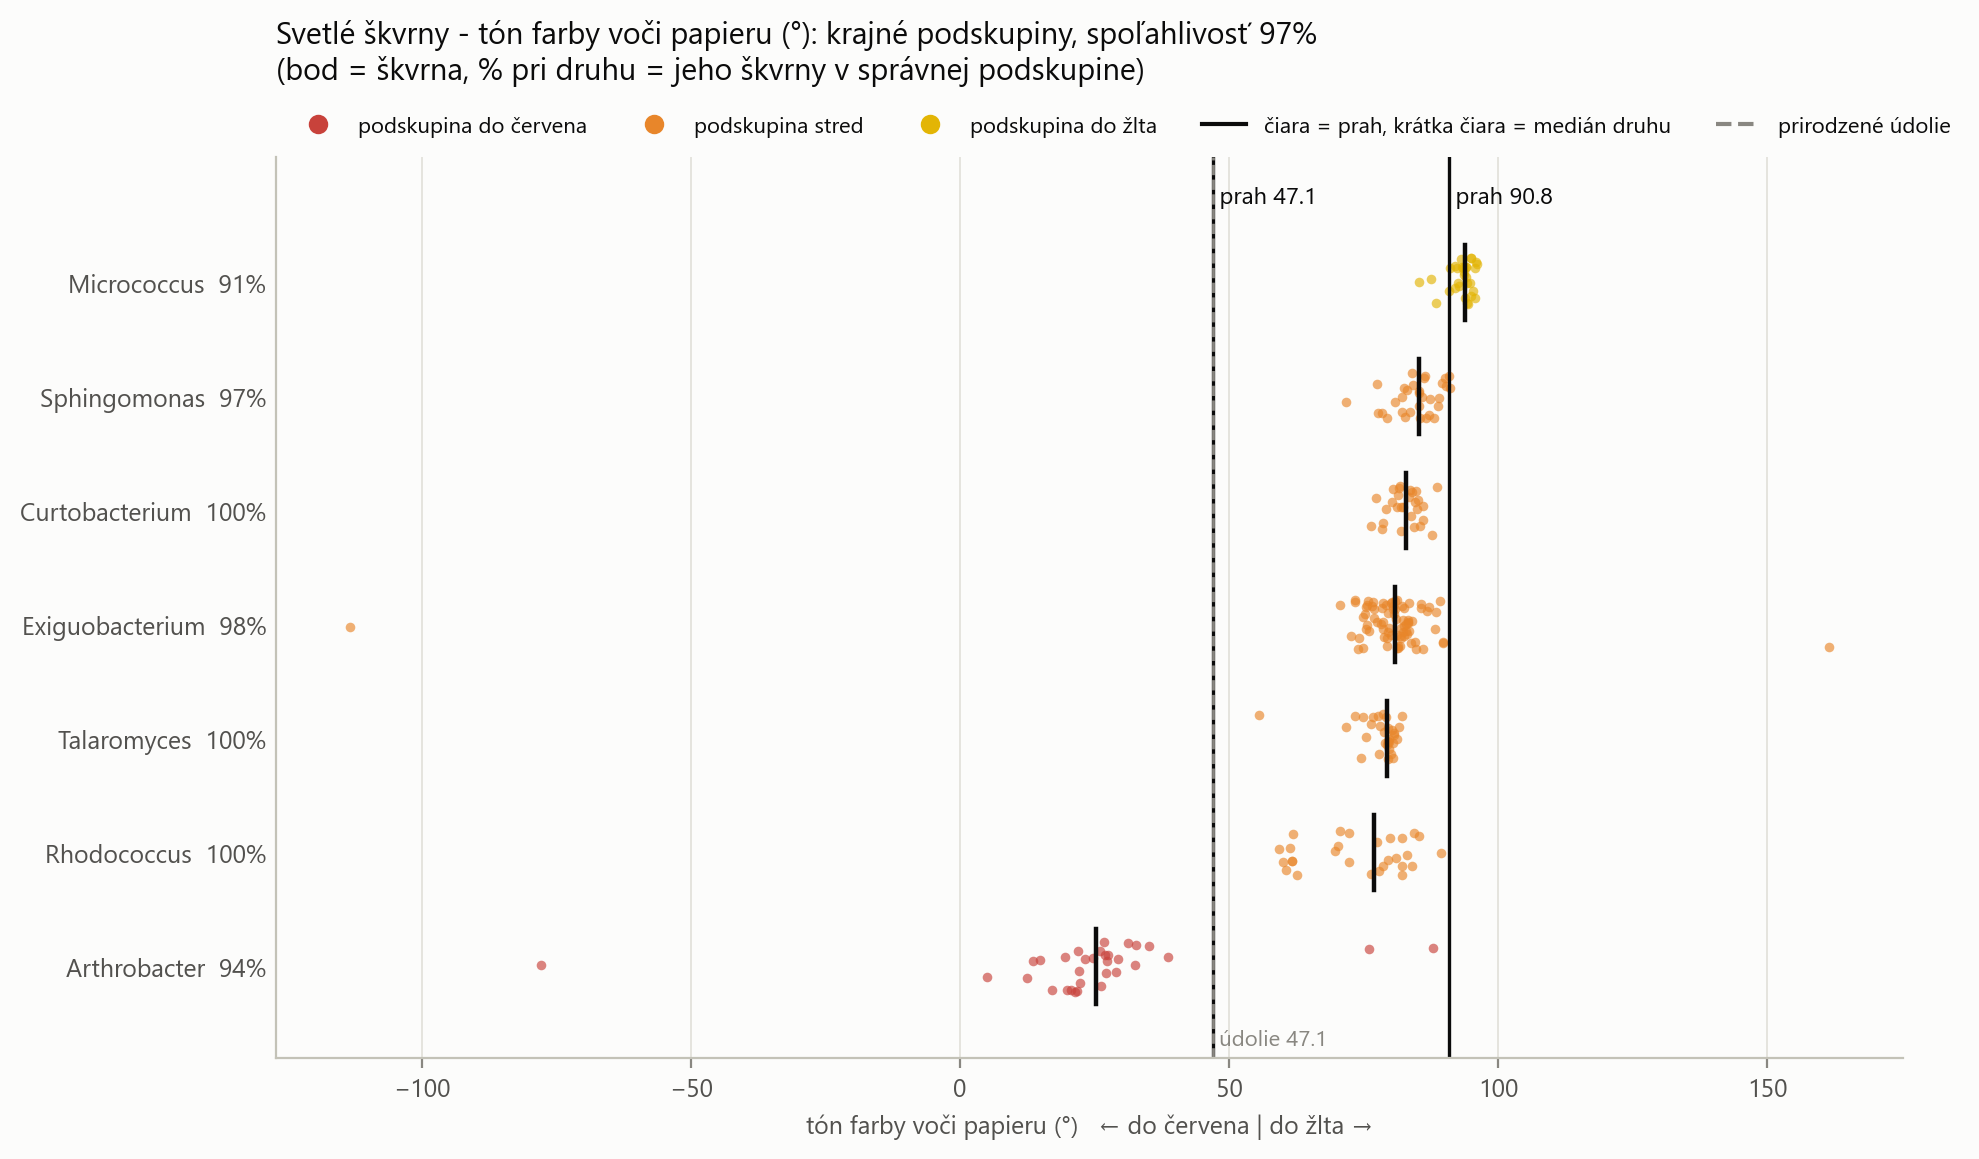 Svetlé škvrny - tón farby voči papieru (°): krajné podskupiny, spoľahlivosť 97%
(bod = škvrna, % pri druhu = jeho škvrny v správnej podskupine)
podskupina do červena
podskupina stred
podskupina do žlta
čiara = prah, krátka čiara = medián druhu
prirodzené údolie
prah 47.1
prah 90.8
Micrococcus 91%
Sphingomonas 97%
Curtobacterium 100%
Exiguobacterium 98%
Talaromyces 100%
Rhodococcus 100%
Arthrobacter 94%
údolie 47.1
−100
−50
0
50
100
150
tón farby voči papieru (°) ← do červena | do žlta →